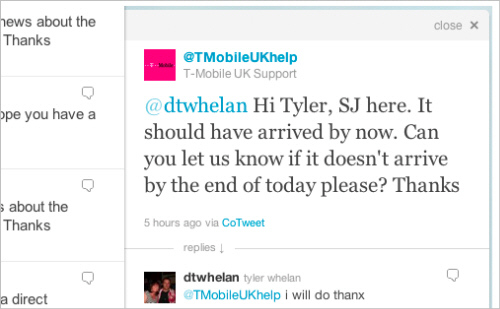 news about the
Thanks
ope you have a
s about the
Thanks
a direct
close ×
@TMobileUKhelp
T-Mobile UK Support
@dtwhelan Hi Tyler, SJ here. It
should have arrived by now. Can
you let us know if it doesn't arrive
by the end of today please? Thanks
5 hours ago via CoTweet
replies ↓
dtwhelan tyler whelan
@TMobileUKhelp i will do thanx